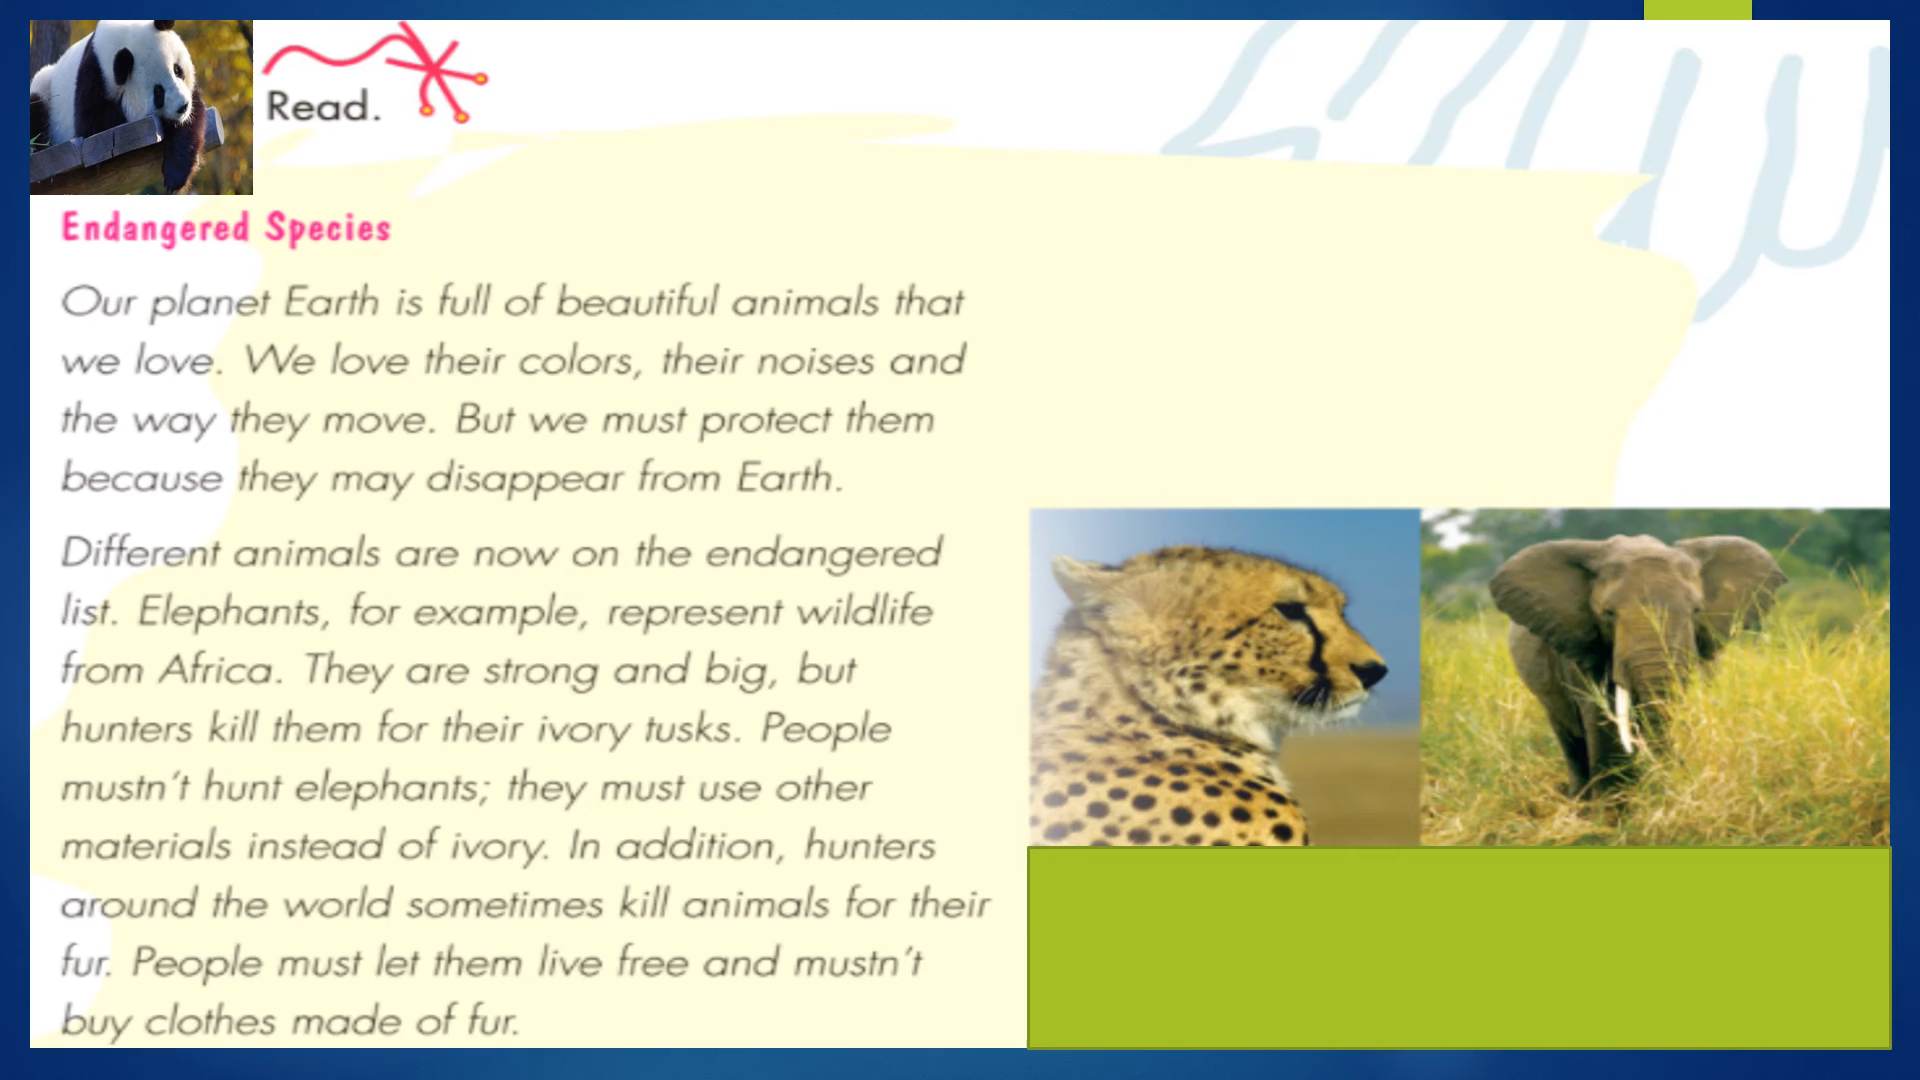 Read.
Endangered Species
Our planet Earth is full of beautiful animals that
we love. We love their colors, their noises and
the way they move. But we must protect them
because they may disappear from Earth.
Different animals are now on the endangered
list. Elephants, for example, represent wildlife
from Africa. They are strong and big, but
hunters kill them for their ivory tusks. People
mustn't hunt elephants; they must use other
materials instead of ivory. In addition, hunters
around the world sometimes kill animals for their
fur. People must let them live free and mustn't
buy clothes made of fur.